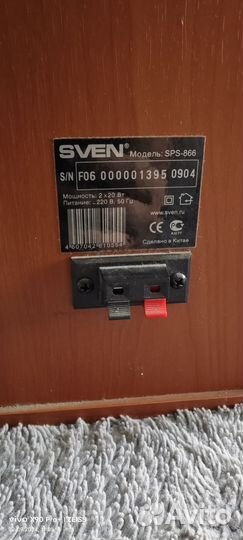 SVEN® Модель: SPS-866
S/N F06 000001395 0904
Мощность: 2 x 20 Вт
Питание: ~220 В, 50 Гц
www.sven.ru
Сделано в Китае
vivo X90 Pro+ | ZEISS
Avito